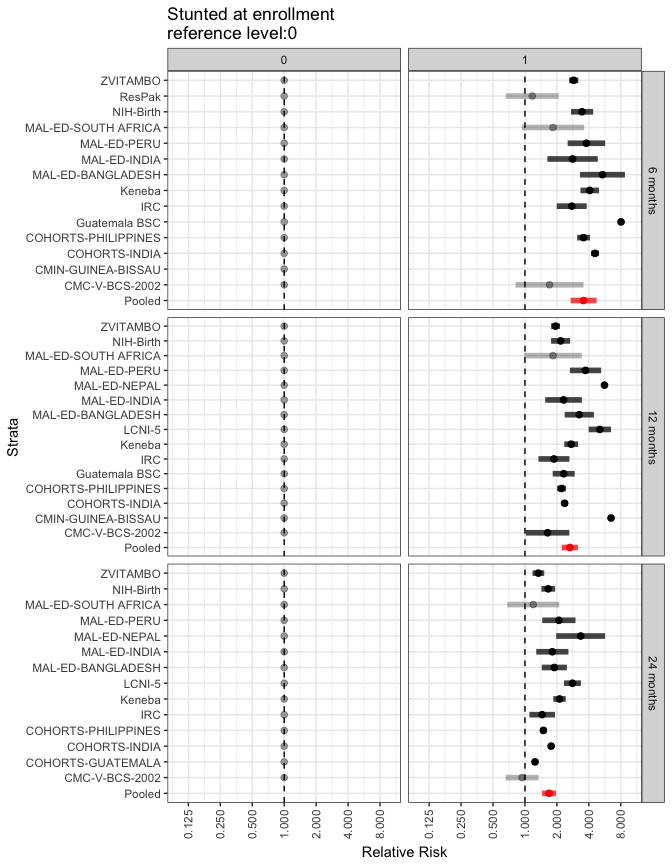 Stunted at enrollment
reference level:0
0
1
ZVITAMBO
ResPak
NIH-Birth
MAL-ED-SOUTH AFRICA
MAL-ED-PERU
MAL-ED-INDIA
MAL-ED-BANGLADESH
Keneba
IRC
Guatemala BSC
COHORTS-PHILIPPINES
COHORTS-INDIA
CMIN-GUINEA-BISSAU
CMC-V-BCS-2002
Pooled
6 months
ZVITAMBO
NIH-Birth
MAL-ED-SOUTH AFRICA
MAL-ED-PERU
MAL-ED-NEPAL
MAL-ED-INDIA
MAL-ED-BANGLADESH
LCNI-5
Keneba
IRC
Guatemala BSC
COHORTS-PHILIPPINES
COHORTS-INDIA
CMIN-GUINEA-BISSAU
CMC-V-BCS-2002
Pooled
12 months
Strata
ZVITAMBO
NIH-Birth
MAL-ED-SOUTH AFRICA
MAL-ED-PERU
MAL-ED-NEPAL
MAL-ED-INDIA
MAL-ED-BANGLADESH
LCNI-5
Keneba
IRC
COHORTS-PHILIPPINES
COHORTS-INDIA
COHORTS-GUATEMALA
CMC-V-BCS-2002
Pooled
24 months
0.125
0.250
0.500
1.000
2.000
4.000
8.000
0.125
0.250
0.500
1.000
2.000
4.000
8.000
Relative Risk